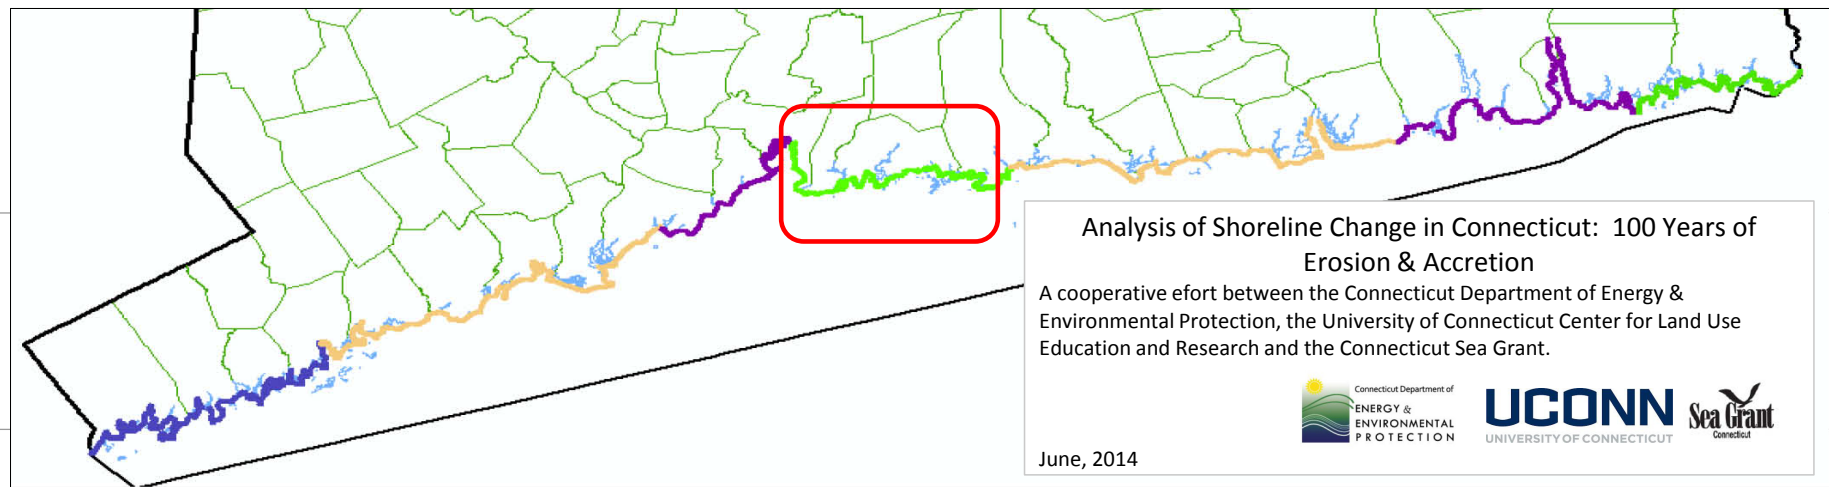 Analysis of Shoreline Change in Connecticut:  100 Years of
Erosion & Accretion
A cooperative efort between the Connecticut Department of Energy &
Environmental Protection, the University of Connecticut Center for Land Use
Education and Research and the Connecticut Sea Grant.
Connecticut Department of
ENERGY &
ENVIRONMENTAL
PROTECTION
UCONN
UNIVERSITY OF CONNECTICUT
Sea Grant
Connecticut
June, 2014